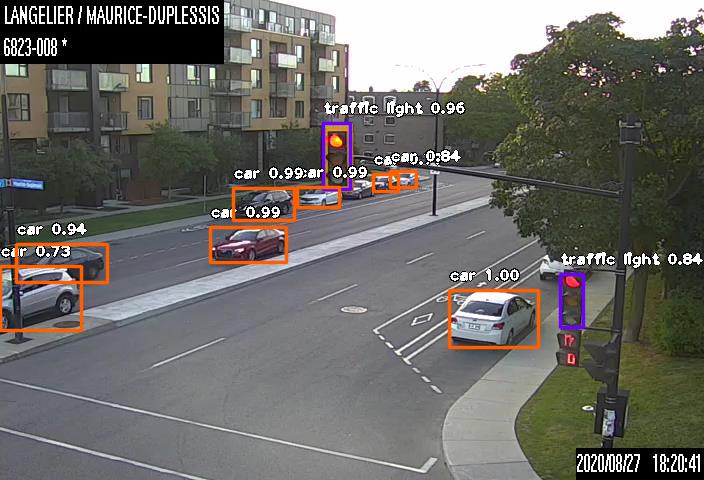 LANGELIER / MAURICE-DUPLESSIS
6823-008 *
traffic light 0.96
car 0.84
car 0.99
car 0.99
car 0.99
car 0.94
car 0.73
traffic light 0.84
car 1.00
2020/08/27 18:20:41